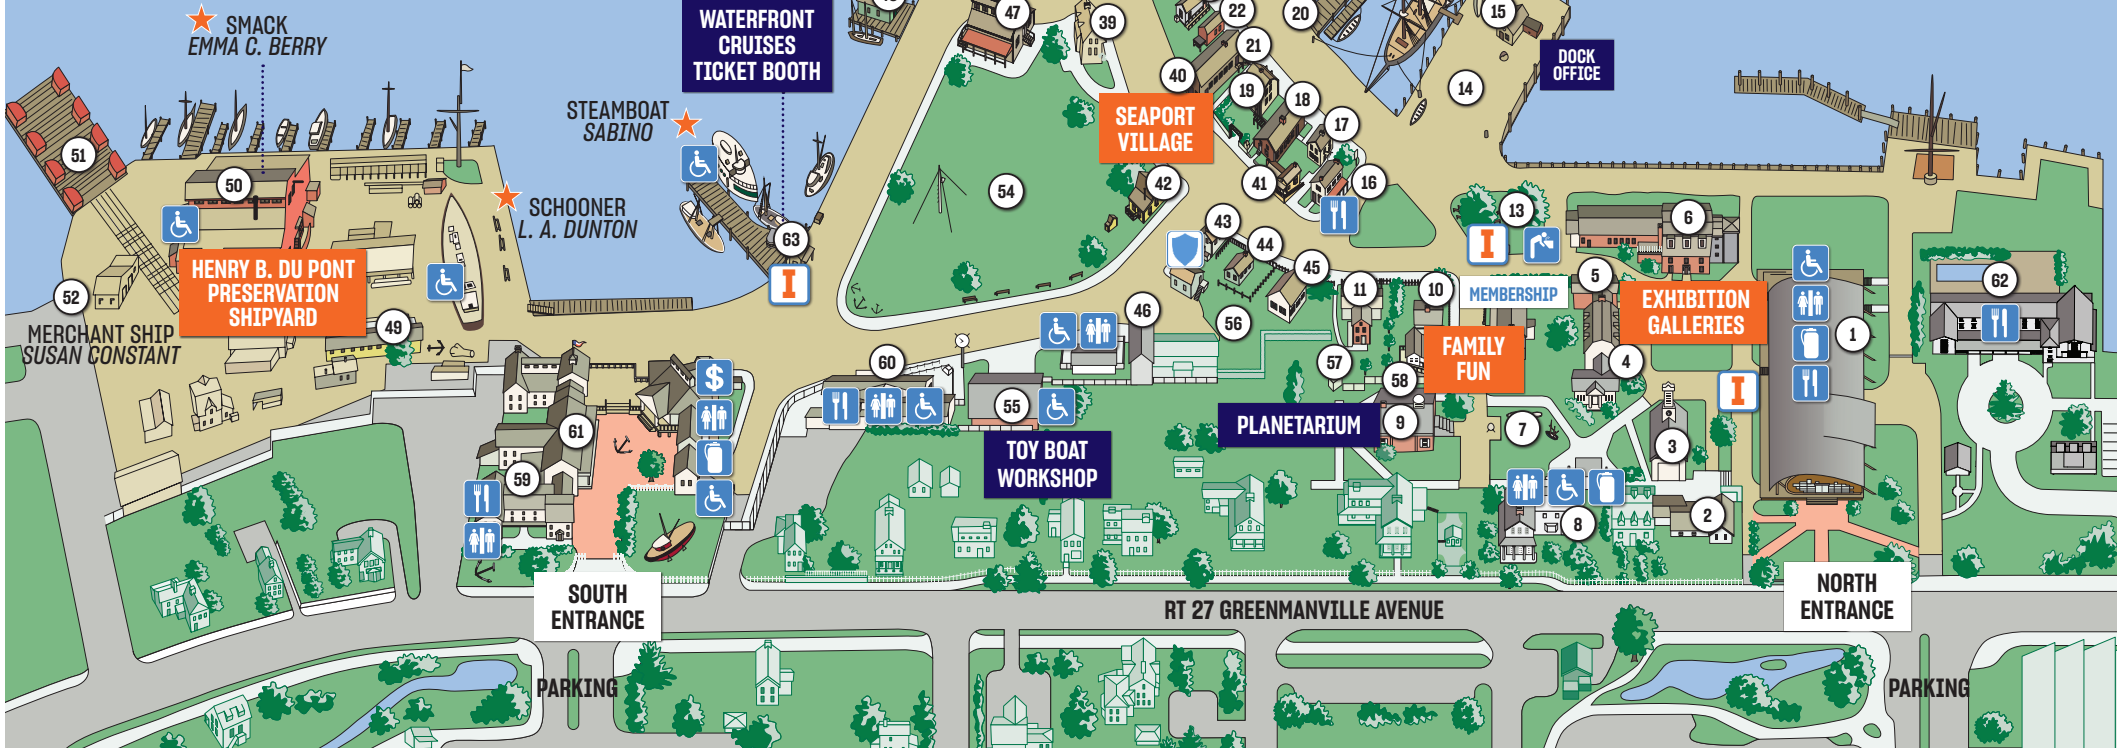 SMACK
EMMA C. BERRY
WATERFRONT
CRUISES
TICKET BOOTH
47
39
22
20
15
DOCK
OFFICE
21
40
19
14
STEAMBOAT
SABINO
SEAPORT
VILLAGE
18
17
51
50
54
42
41
16
SCHOONER
L. A. DUNTON
63
I
13
I
6
43
44
45
HENRY B. DU PONT
PRESERVATION
SHIPYARD
52
MERCHANT SHIP
SUSAN CONSTANT
49
46
56
11
10
MEMBERSHIP
5
EXHIBITION
GALLERIES
62
1
60
57
58
FAMILY
FUN
4
I
$
55
61
PLANETARIUM
9
7
3
TOY BOAT
WORKSHOP
59
8
2
SOUTH
ENTRANCE
RT 27 GREENMANVILLE AVENUE
NORTH
ENTRANCE
PARKING
PARKING